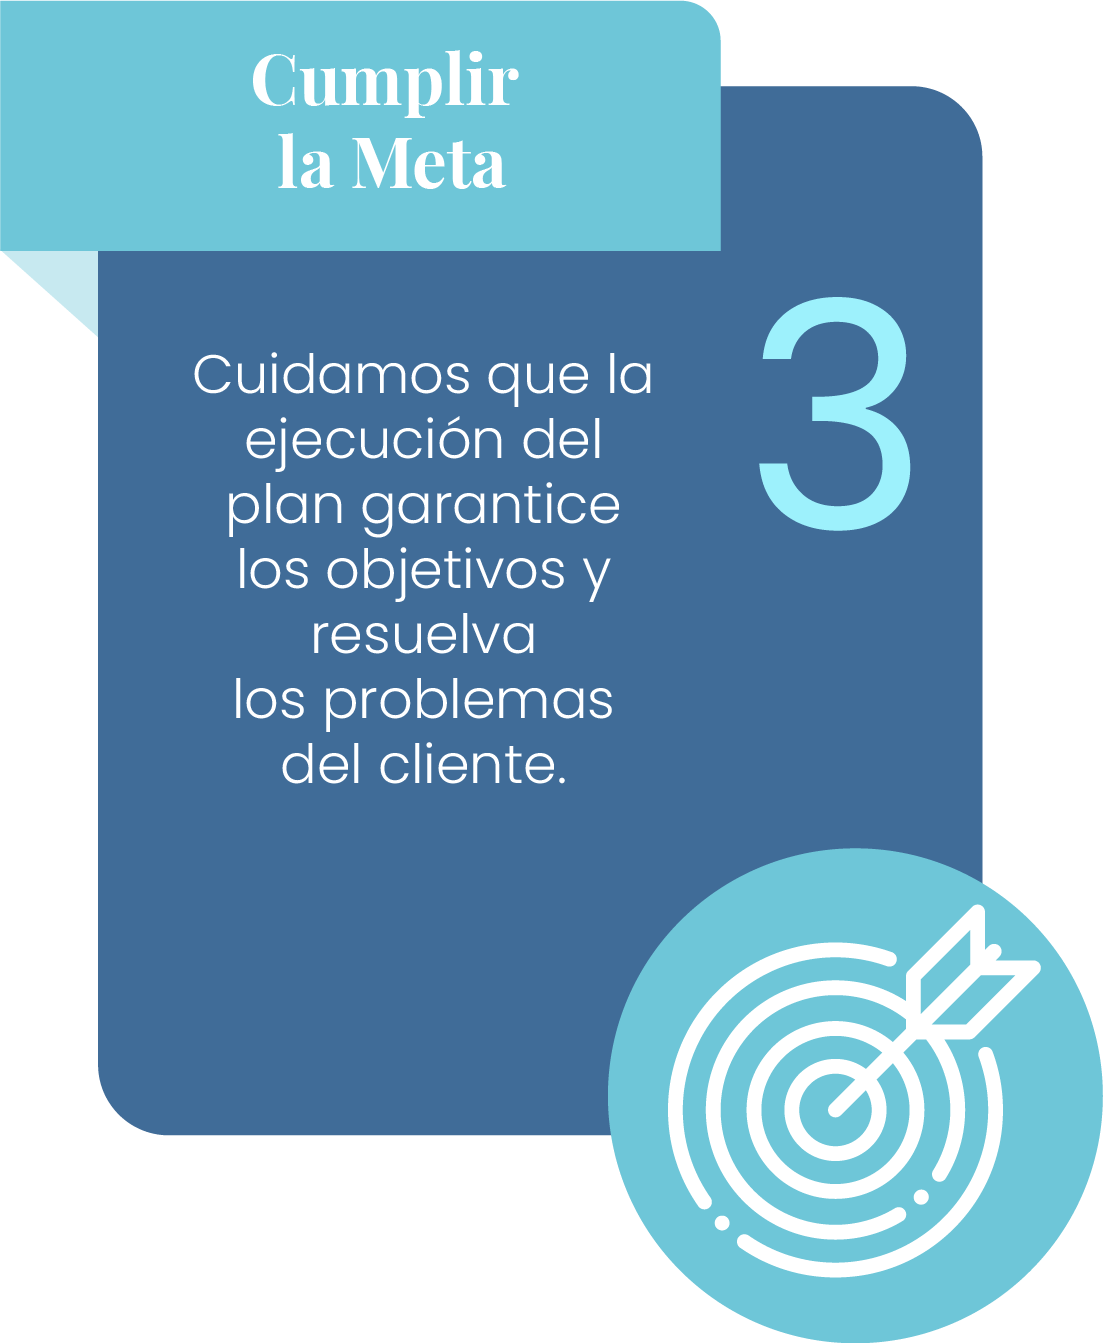 Cumplir
la Meta
3
Cuidamos que la
ejecución del
plan garantice
los objetivos y
resuelva
los problemas
del cliente.